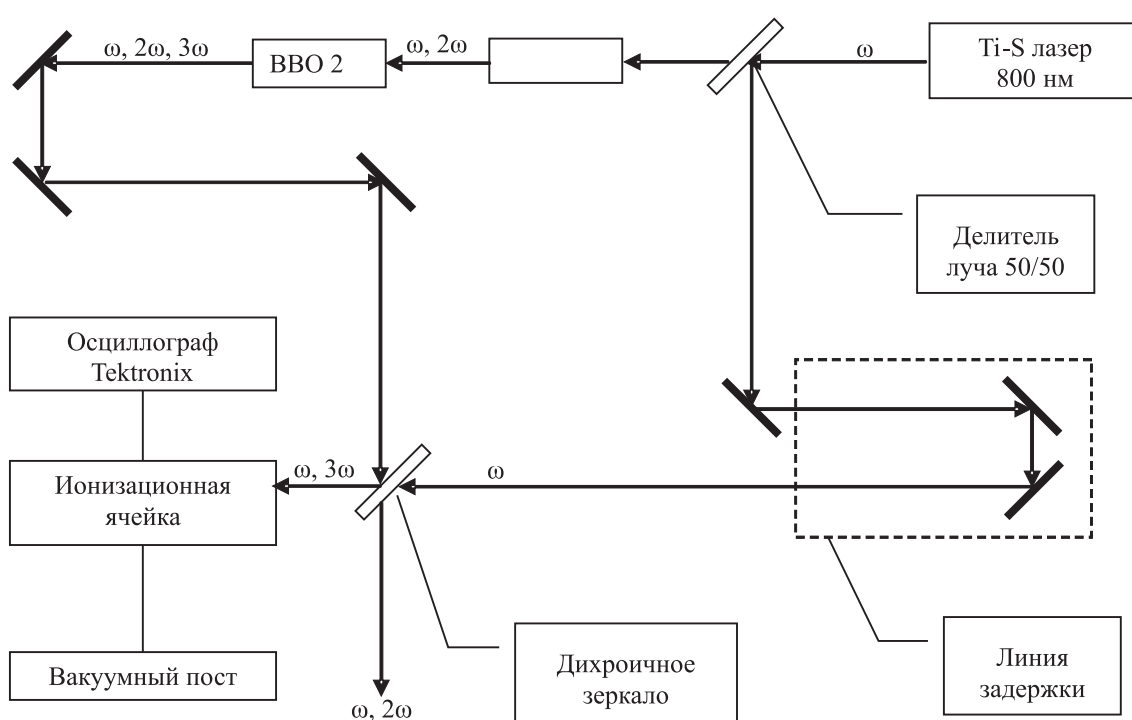 ω, 2ω, 3ω
BBO 2
ω, 2ω
ω
Ti-S лазер
800 нм
Делитель
луча 50/50
Осциллограф
Tektronix
Ионизационная
ячейка
ω, 3ω
ω
Вакуумный пост
ω, 2ω
Дихроичное
зеркало
Линия
задержки